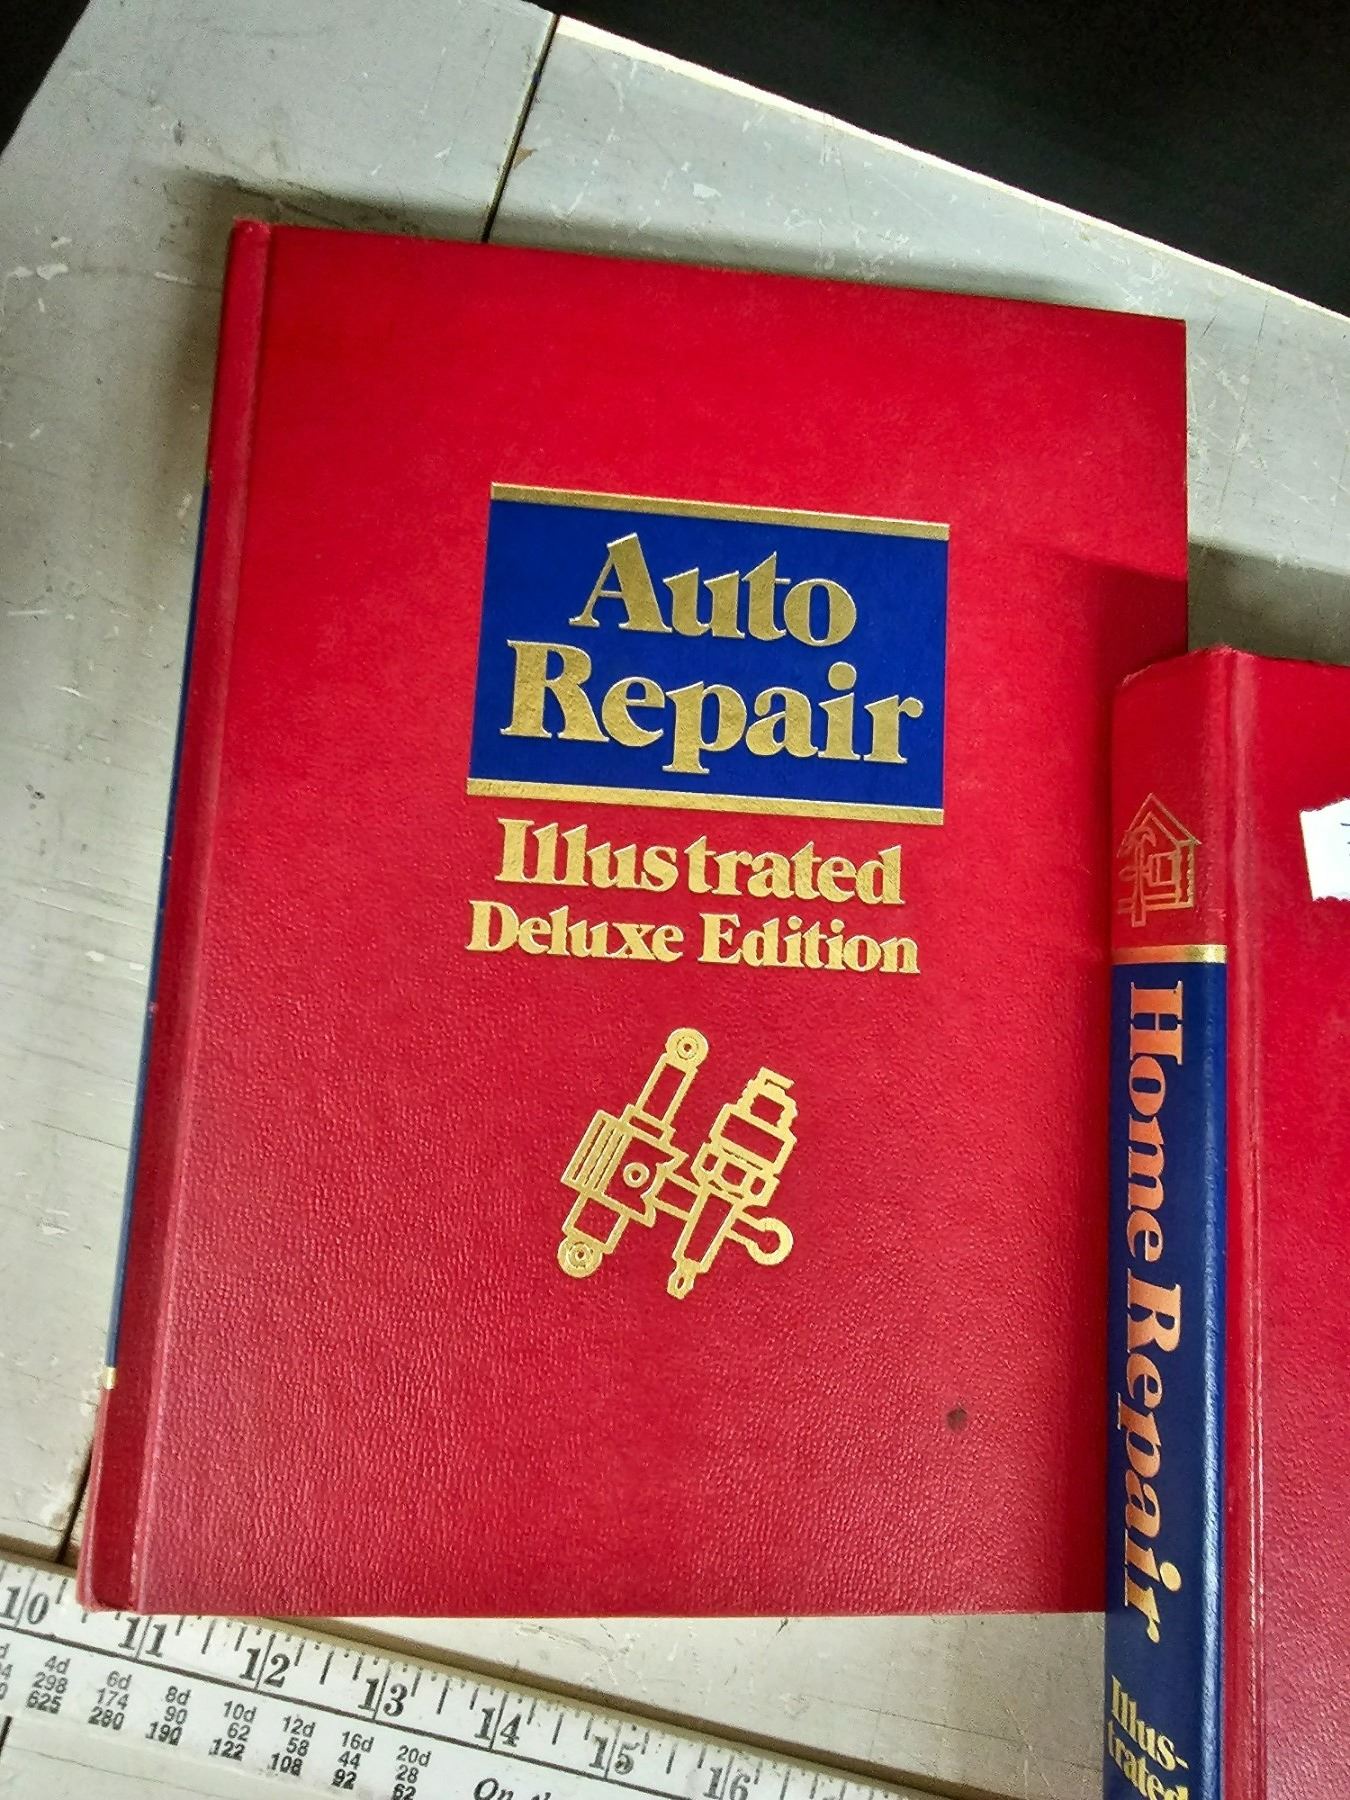 Auto
Repair
Illustrated
Deluxe Edition
Home Repair
Illus-
trated
10 11 12 13 14 15 16
4d 6d 8d 10d 12d 16d 20d
298 174 90 62 58 44 28
625 280 190 122 108 92 62